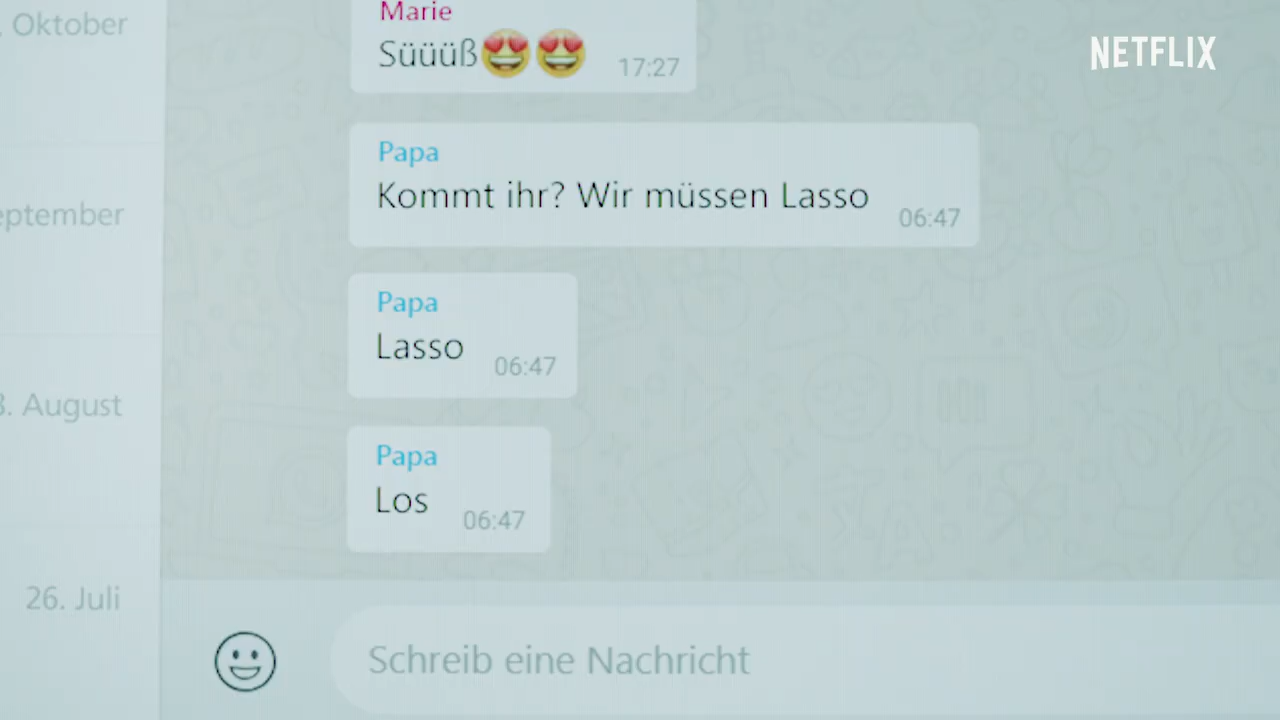 . Oktober
Marie
Süüüß😍😍
17:27
NETFLIX
Papa
Kommt ihr? Wir müssen Lasso
06:47
eptember
Papa
Lasso
06:47
8. August
Papa
Los
06:47
26. Juli
Schreib eine Nachricht